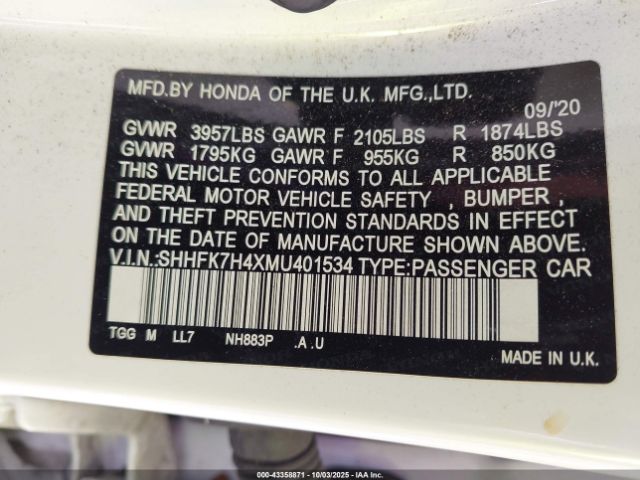 MFD.BY HONDA OF THE U.K. MFG.,LTD.
09/'20
GVWR 3957LBS GAWR F 2105LBS R 1874LBS
GVWR 1795KG GAWR F 955KG R 850KG
THIS VEHICLE CONFORMS TO ALL APPLICABLE
FEDERAL MOTOR VEHICLE SAFETY , BUMPER ,
AND THEFT PREVENTION STANDARDS IN EFFECT
ON THE DATE OF MANUFACTURE SHOWN ABOVE.
V.I.N.:SHHFK7H4XMU401534 TYPE:PASSENGER CAR
TGG M LL7 NH883P .A .U
MADE IN U.K.
000-43358871 | 10/03/2025 | IAA Inc.